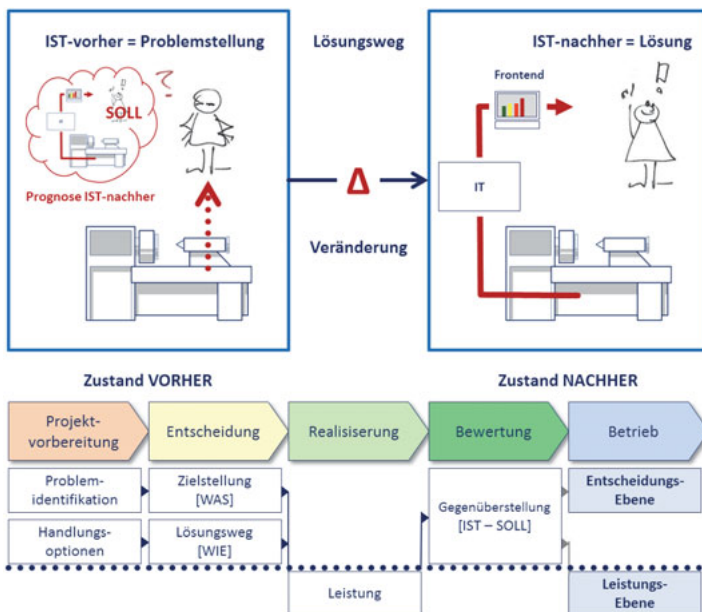 IST-vorher = Problemstellung
SOLL
IT
Prognose IST-nachher
Lösungsweg
Δ
Veränderung
IST-nachher = Lösung
Frontend
IT
Zustand VORHER
Zustand NACHHER
Projekt-
vorbereitung
Entscheidung
Realisierung
Bewertung
Betrieb
Problem-
identifikation
Zielstellung
[WAS]
Handlungs-
optionen
Lösungsweg
[WIE]
Leistung
Gegenüberstellung
[IST – SOLL]
Entscheidungs-
Ebene
Leistungs-
Ebene